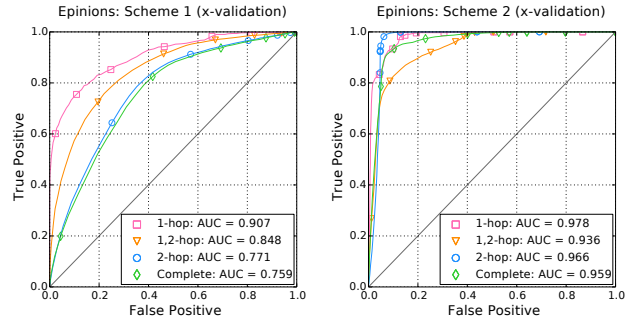 Epinions: Scheme 1 (x-validation)
1.0
0.8
0.6
0.4
0.2
0.0
True Positive
1-hop: AUC = 0.907
1,2-hop: AUC = 0.848
2-hop: AUC = 0.771
Complete: AUC = 0.759
0.0 0.2 0.4 0.6 0.8 1.0
False Positive
Epinions: Scheme 2 (x-validation)
1.0
0.8
0.6
0.4
0.2
0.0
True Positive
1-hop: AUC = 0.978
1,2-hop: AUC = 0.936
2-hop: AUC = 0.966
Complete: AUC = 0.959
0.0 0.2 0.4 0.6 0.8 1.0
False Positive